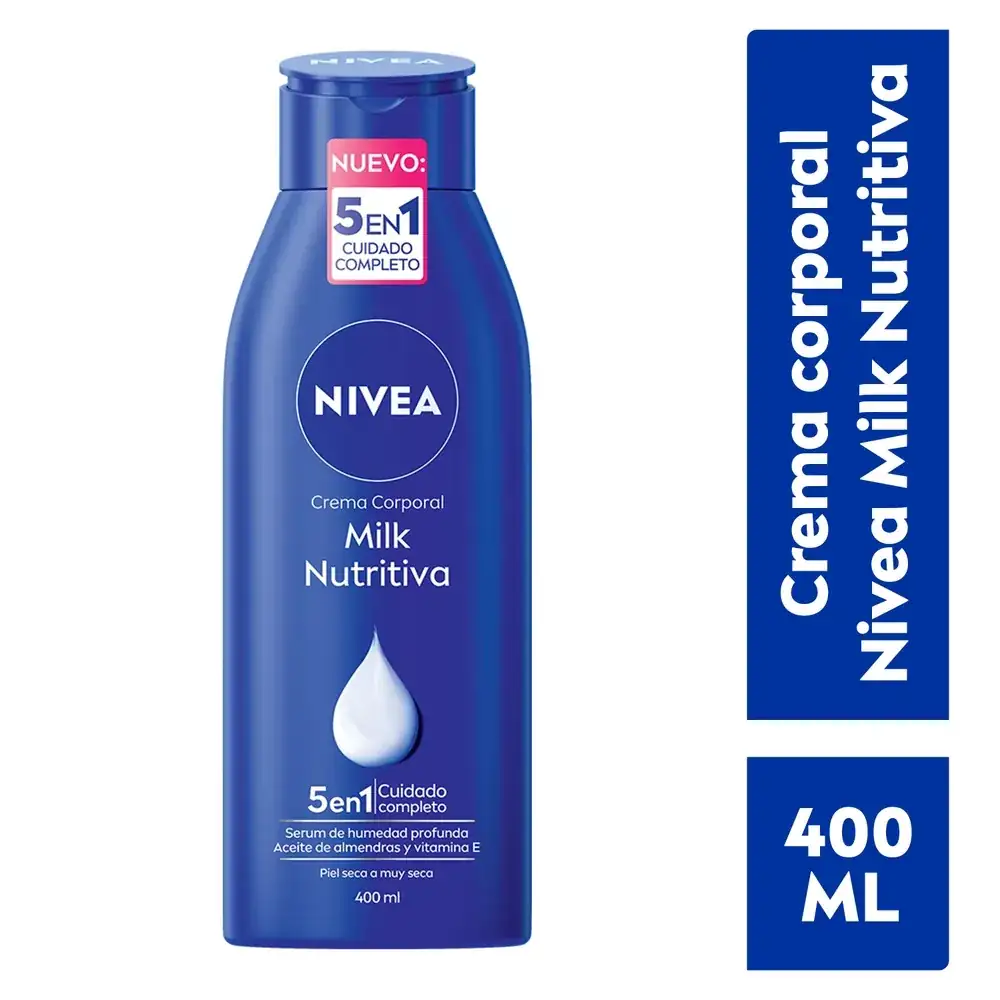 NIVEA
NUEVO:
5EN1
CUIDADO
COMPLETO
NIVEA
Crema Corporal
Milk
Nutritiva
5en1 Cuidado
completo
Serum de humedad profunda
Aceite de almendras y vitamina E
Piel seca a muy seca
400 ml
Crema corporal
Nivea Milk Nutritiva
400
ML